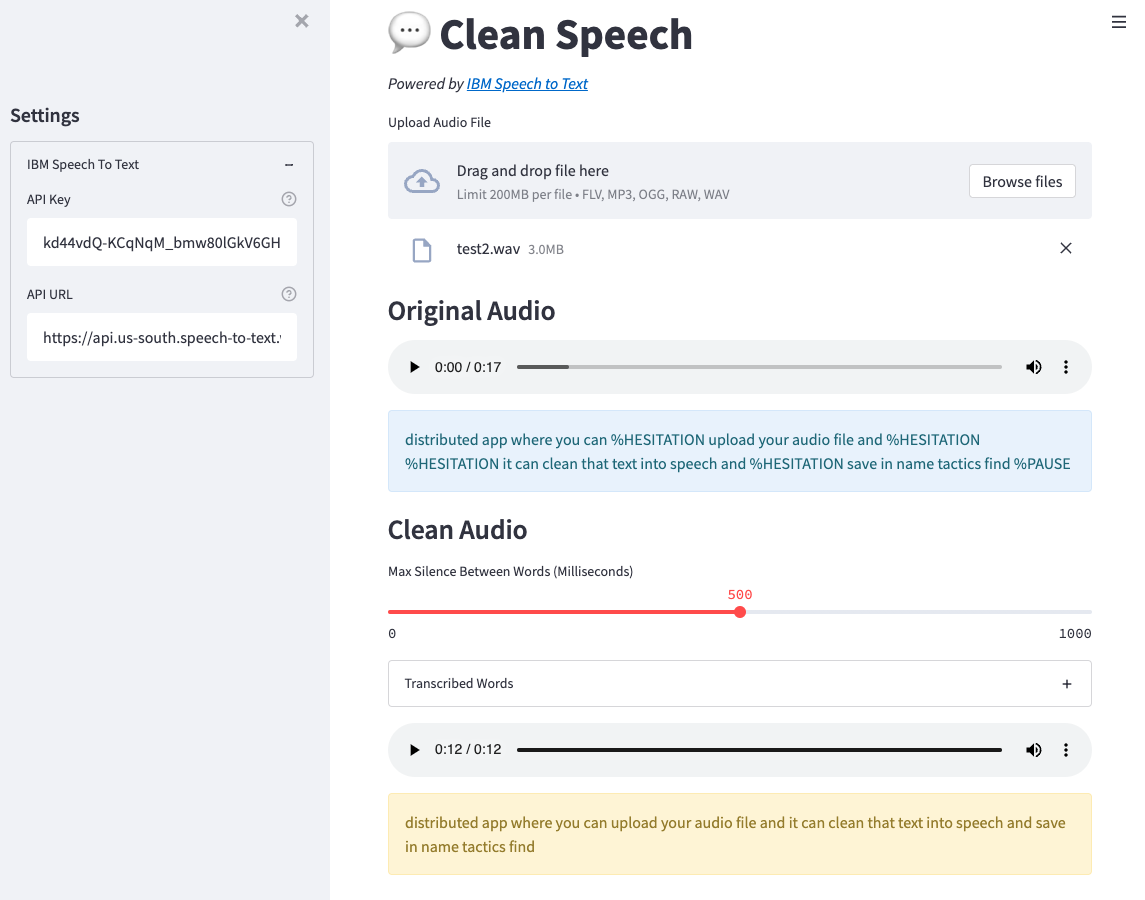 Settings
IBM Speech To Text
API Key
kd44vdQ-KCqNqM_bmw80lGkV6GH
API URL
https://api.us-south.speech-to-text.
Clean Speech
Powered by IBM Speech to Text
Upload Audio File
Drag and drop file here
Limit 200MB per file • FLV, MP3, OGG, RAW, WAV
Browse files
test2.wav 3.0MB
Original Audio
0:00 / 0:17
distributed app where you can %HESITATION upload your audio file and %HESITATION
%HESITATION it can clean that text into speech and %HESITATION save in name tactics find %PAUSE
Clean Audio
Max Silence Between Words (Milliseconds)
500
0 1000
Transcribed Words
0:12 / 0:12
distributed app where you can upload your audio file and it can clean that text into speech and save
in name tactics find